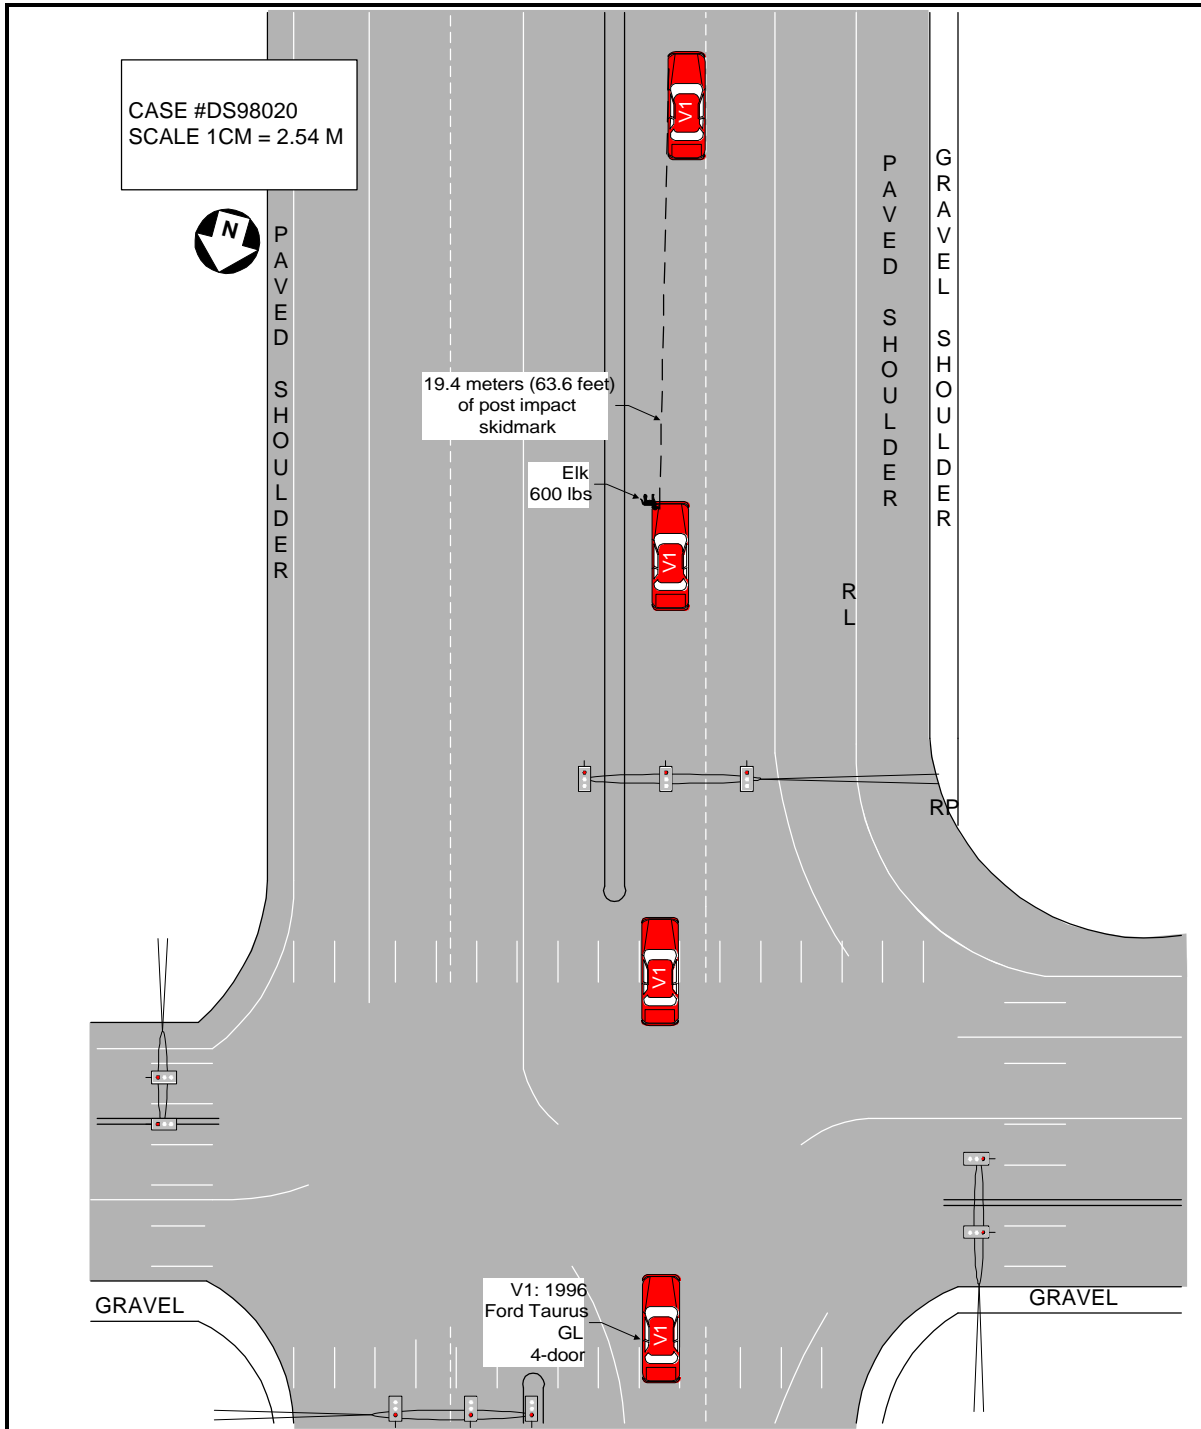 CASE #DS98020
SCALE 1CM = 2.54 M
N
PAVED SHOULDER
PAVED SHOULDER
GRAVEL SHOULDER
V1
19.4 meters (63.6 feet)
of post impact
skidmark
Elk
600 lbs
V1
R
L
RP
V1
V1: 1996
Ford Taurus
GL
4-door
V1
GRAVEL
GRAVEL